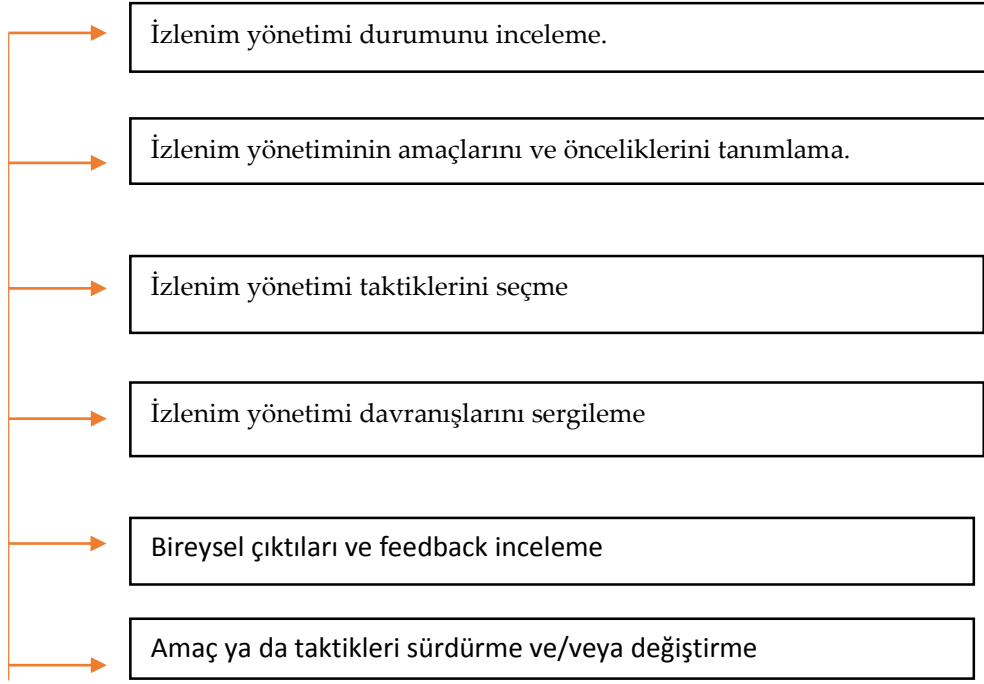 İzlenim yönetimi durumunu inceleme.
İzlenim yönetiminin amaçlarını ve önceliklerini tanımlama.
İzlenim yönetimi taktiklerini seçme
İzlenim yönetimi davranışlarını sergileme
Bireysel çıktıları ve feedback inceleme
Amaç ya da taktikleri sürdürme ve/veya değiştirme